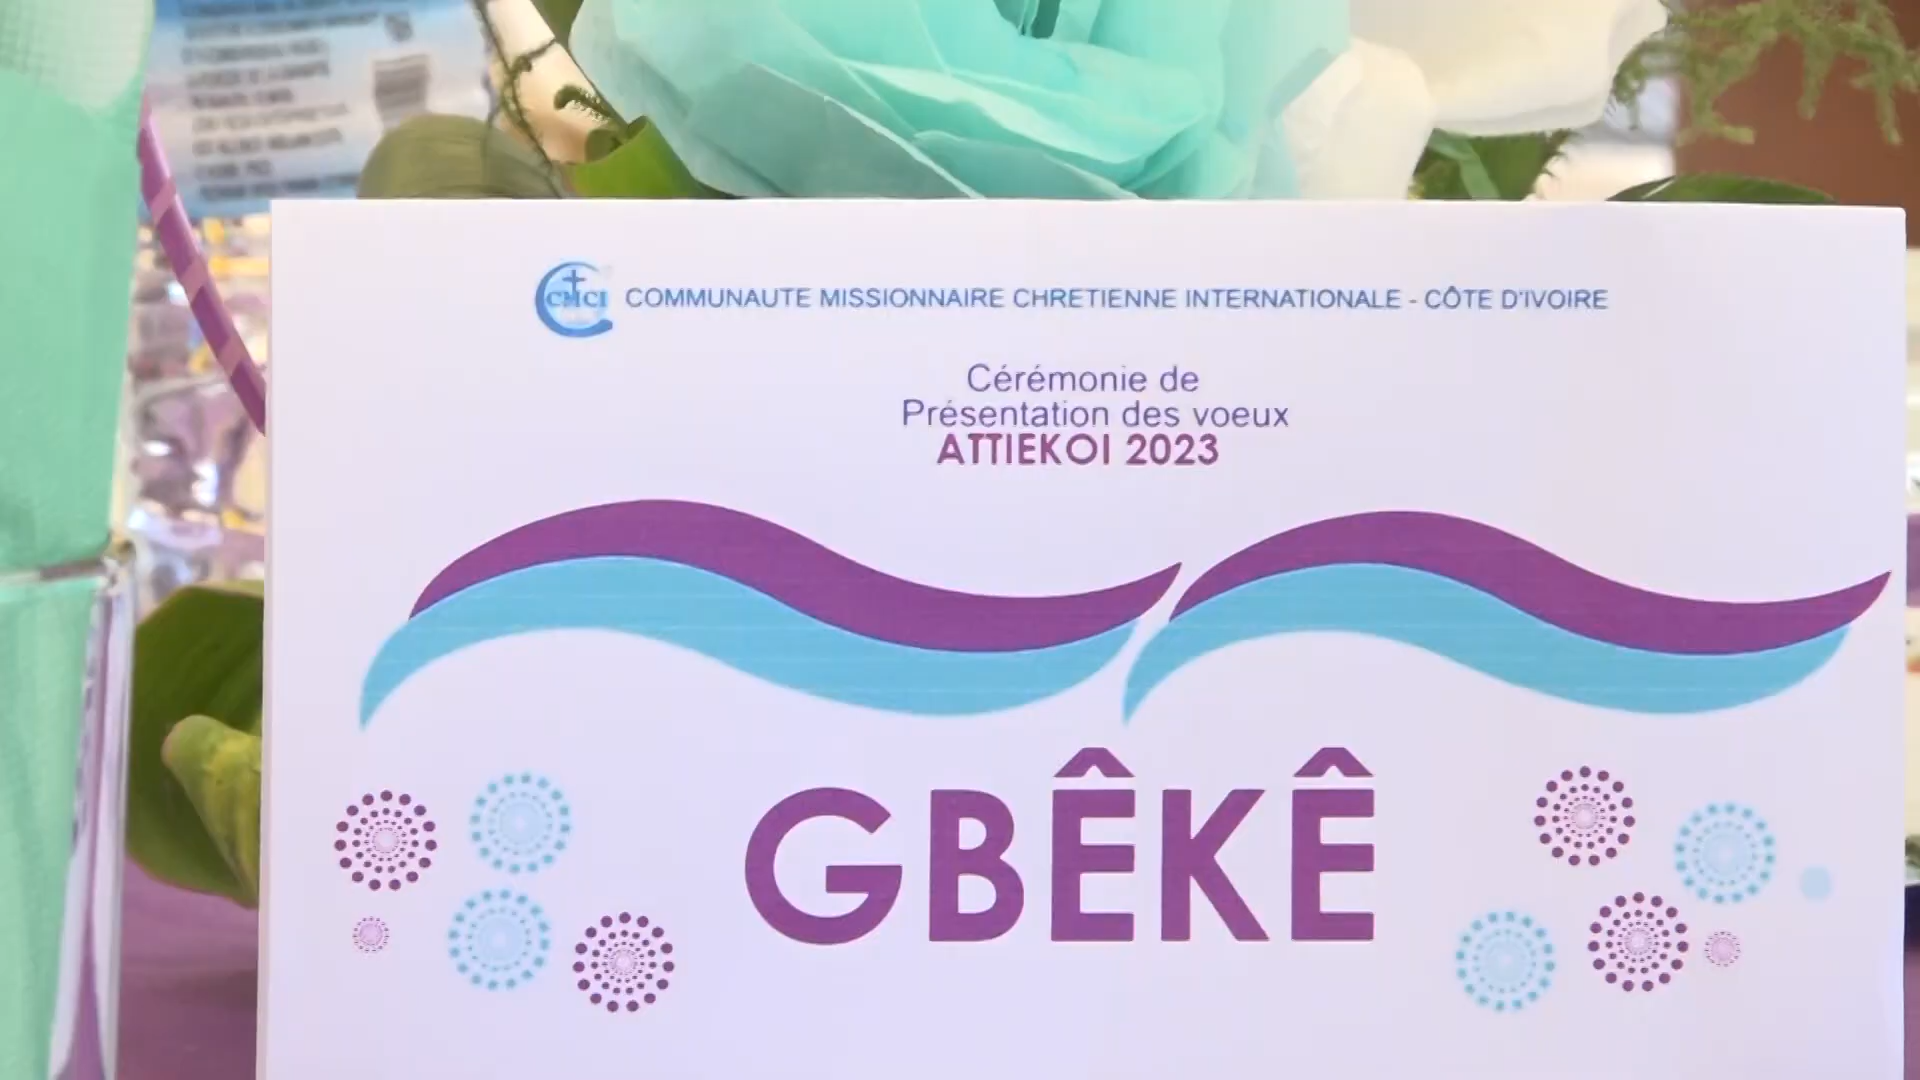 CMCI COMMUNAUTE MISSIONNAIRE CHRETIENNE INTERNATIONALE - CÔTE D'IVOIRE
Cérémonie de
Présentation des voeux
ATTIEKOI 2023
GBÊKÊ